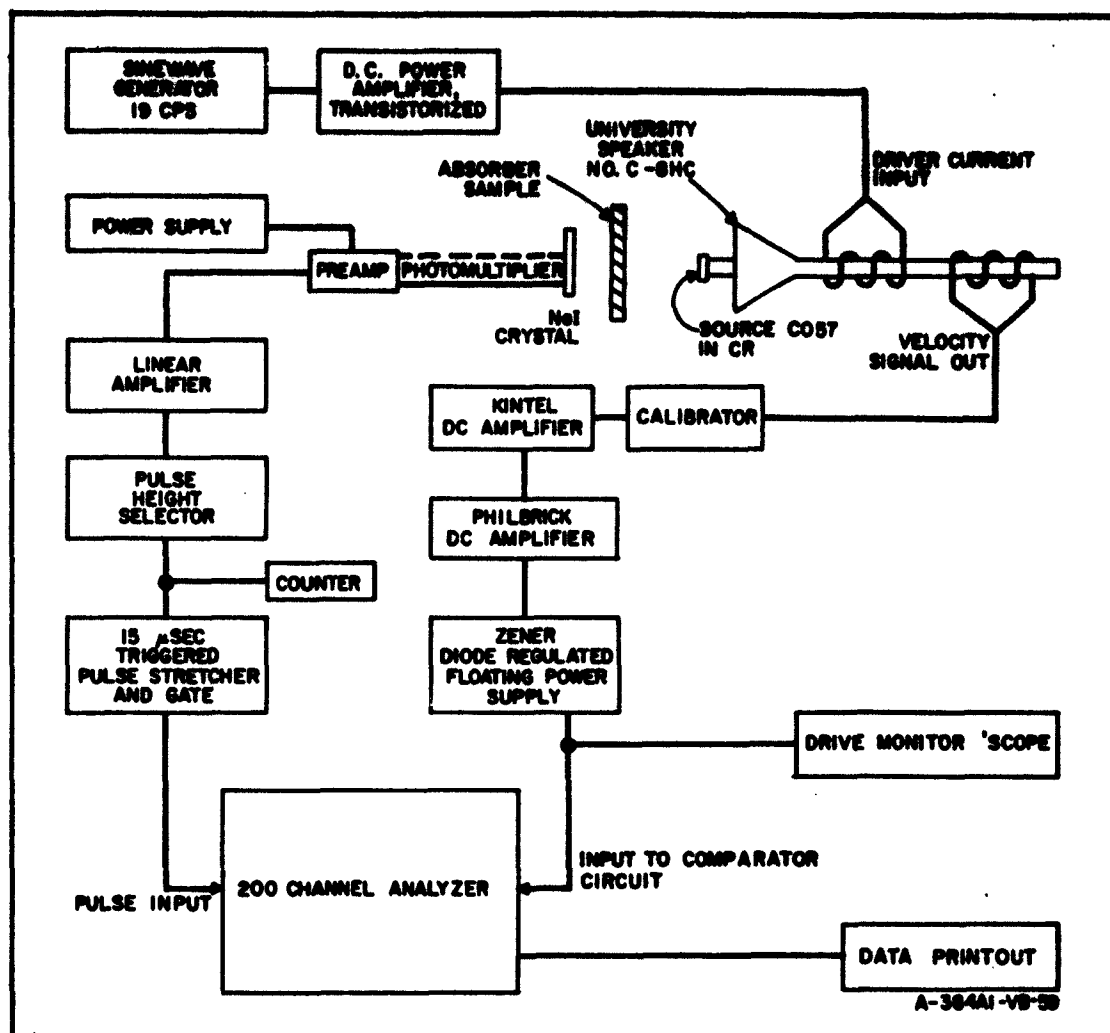 SINEWAVE
GENERATOR
19 CPS
D.C. POWER
AMPLIFIER,
TRANSISTORIZED
UNIVERSITY
SPEAKER
NO. C-8HC
ABSORBER
SAMPLE
DRIVER CURRENT
INPUT
POWER SUPPLY
PREAMP
PHOTOMULTIPLIER
NaI
CRYSTAL
SOURCE CO57
IN CR
VELOCITY
SIGNAL OUT
LINEAR
AMPLIFIER
KINTEL
DC AMPLIFIER
CALIBRATOR
PULSE
HEIGHT
SELECTOR
PHILBRICK
DC AMPLIFIER
COUNTER
15 μSEC
TRIGGERED
PULSE STRETCHER
AND GATE
ZENER
DIODE REGULATED
FLOATING POWER
SUPPLY
DRIVE MONITOR 'SCOPE
INPUT TO COMPARATOR
CIRCUIT
PULSE INPUT
200 CHANNEL ANALYZER
DATA PRINTOUT